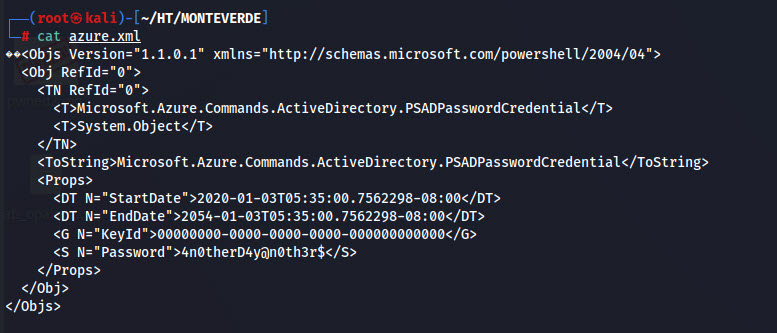 (root㉿kali)-[~/HT/MONTEVERDE]
# cat azure.xml
��<Objs Version="1.1.0.1" xmlns="http://schemas.microsoft.com/powershell/2004/04">
<Obj RefId="0">
<TN RefId="0">
<T>Microsoft.Azure.Commands.ActiveDirectory.PSADPasswordCredential</T>
<T>System.Object</T>
</TN>
<ToString>Microsoft.Azure.Commands.ActiveDirectory.PSADPasswordCredential</ToString>
<Props>
<DT N="StartDate">2020-01-03T05:35:00.7562298-08:00</DT>
<DT N="EndDate">2054-01-03T05:35:00.7562298-08:00</DT>
<G N="KeyId">00000000-0000-0000-0000-000000000000</G>
<S N="Password">4n0therD4y@n0th3r$</S>
</Props>
</Obj>
</Objs>